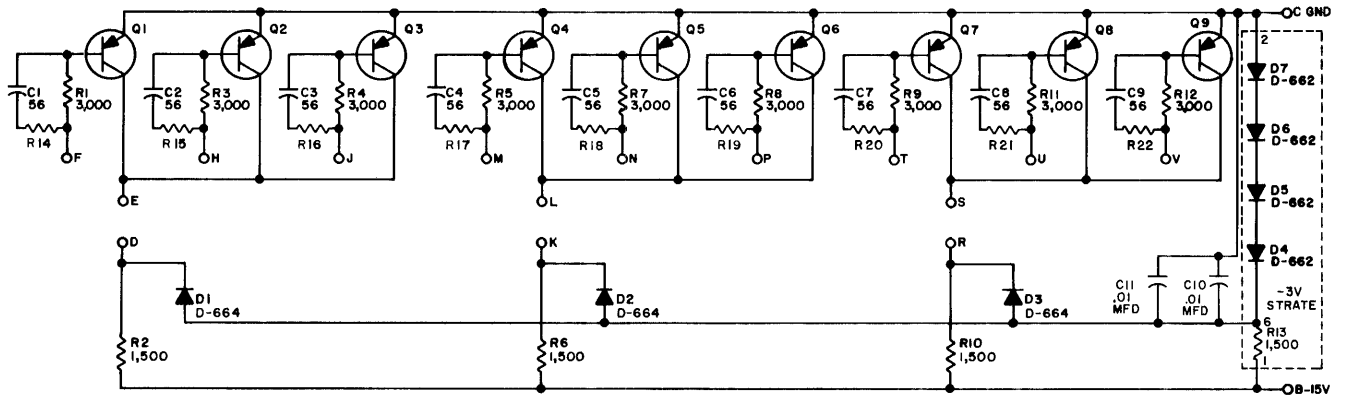 C GND
Q1
Q2
Q3
Q4
Q5
Q6
Q7
Q8
Q9
2
D7
D-662
C1
56
R1
3,000
C2
56
R3
3,000
C3
56
R4
3,000
C4
56
R5
3,000
C5
56
R7
3,000
C6
56
R8
3,000
C7
56
R9
3,000
C8
56
R11
3,000
C9
56
R12
3,000
D6
D-662
R14
R15
R16
R17
R18
R19
R20
R21
R22
F
H
J
M
N
P
T
U
V
D5
D-662
E
L
S
D
K
R
D4
D-662
D1
D-664
D2
D-664
D3
D-664
C11
.01
MFD
C10
.01
MFD
-3V
STRATE
6
R2
1,500
R6
1,500
R10
1,500
R13
1,500
1
B-15V